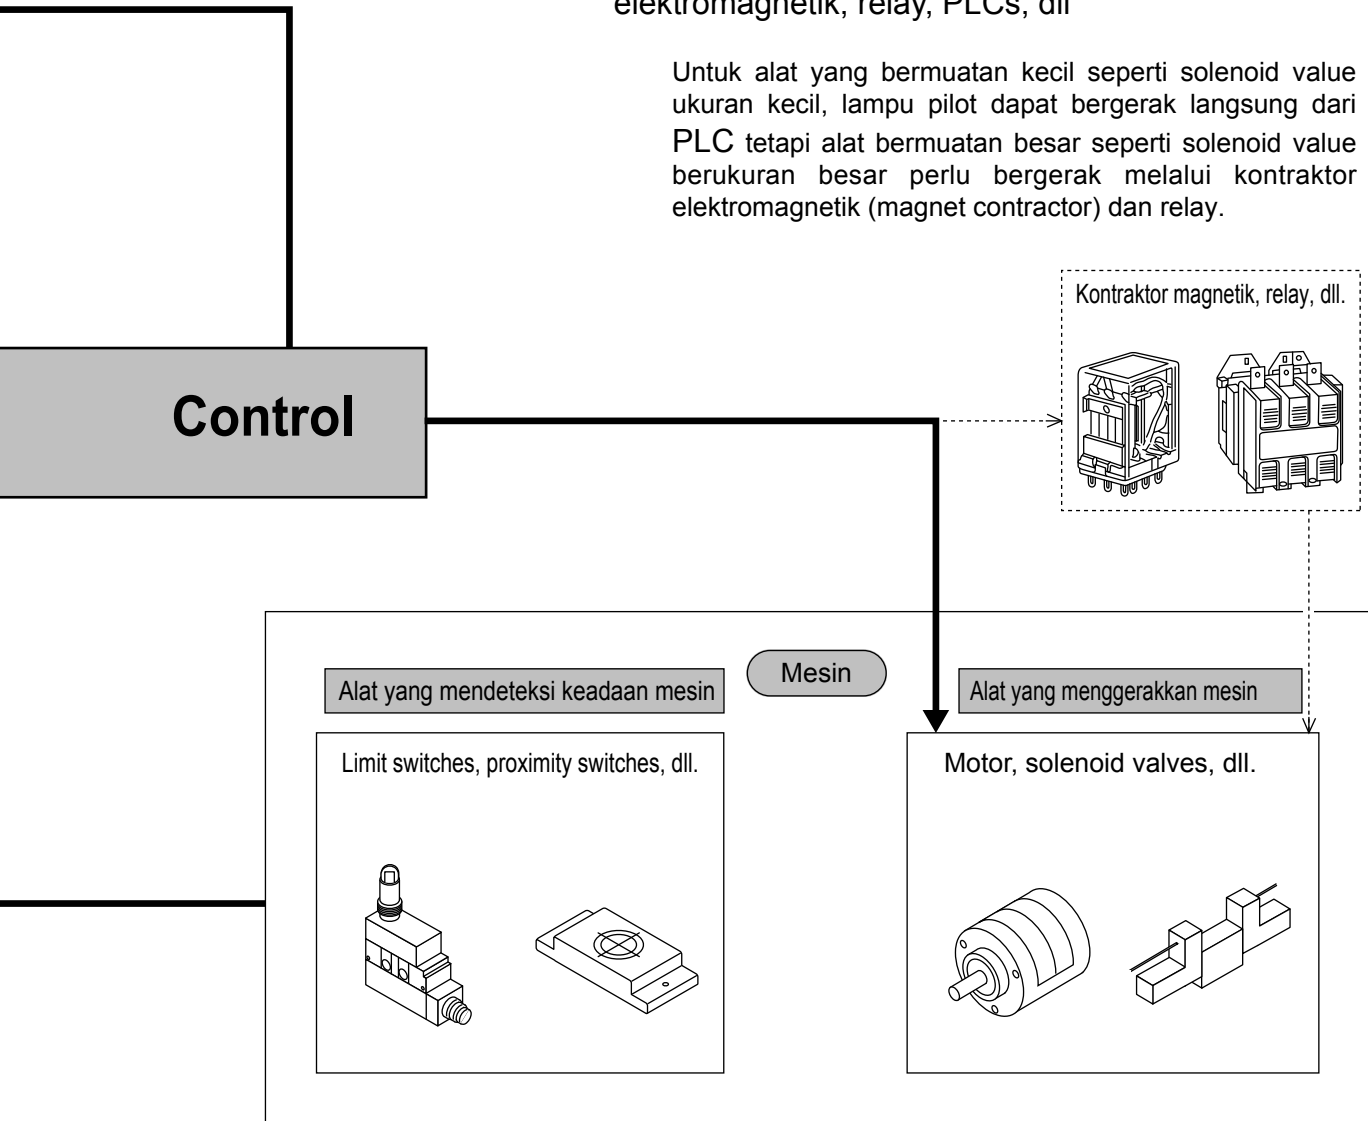 elektromagnetik, relay, PLCs, dll
Untuk alat yang bermuatan kecil seperti solenoid value
ukuran kecil, lampu pilot dapat bergerak langsung dari
PLC tetapi alat bermuatan besar seperti solenoid value
berukuran besar perlu bergerak melalui kontraktor
elektromagnetik (magnet contractor) dan relay.
Kontraktor magnetik, relay, dll.
Control
Mesin
Alat yang mendeteksi keadaan mesin
Alat yang menggerakkan mesin
Limit switches, proximity switches, dll.
Motor, solenoid valves, dll.